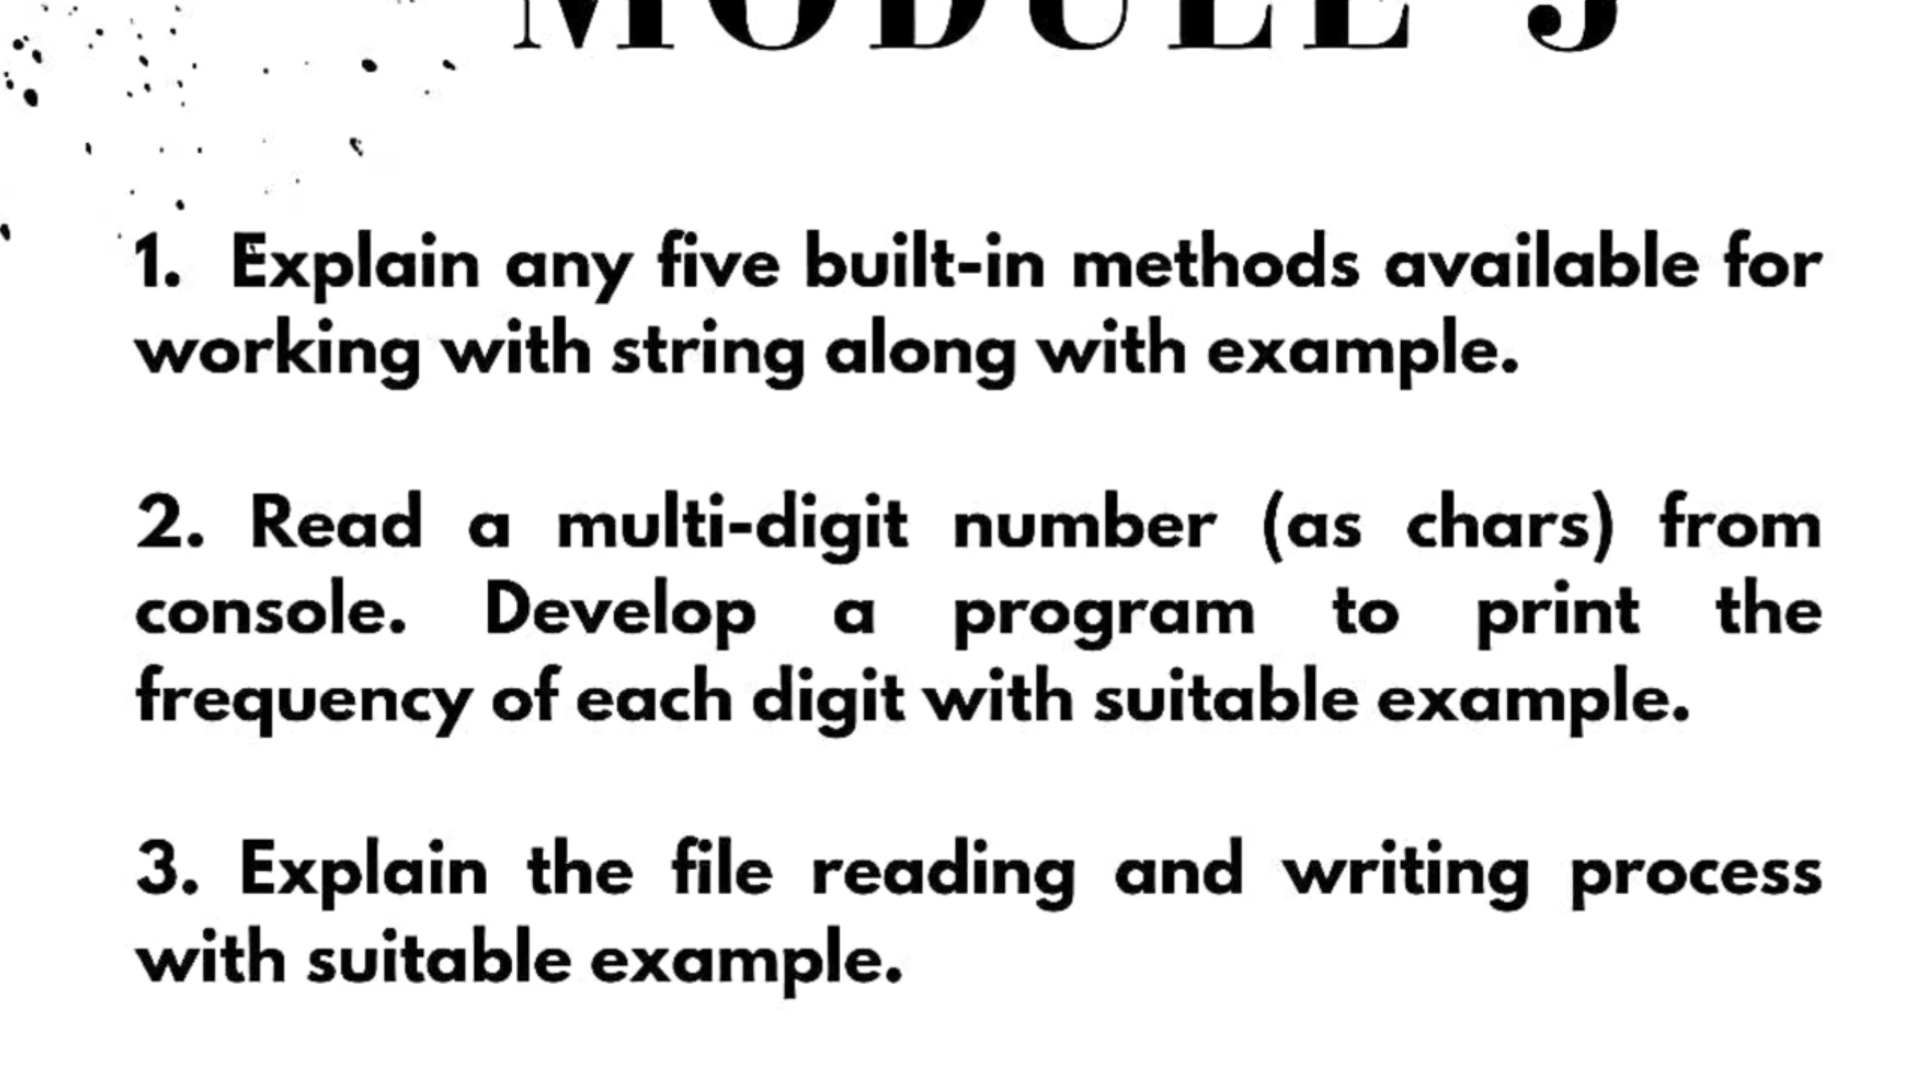 MODULE
1. Explain any five built-in methods available for
working with string along with example.
2. Read a multi-digit number (as chars) from
console. Develop a program to print the
frequency of each digit with suitable example.
3. Explain the file reading and writing process
with suitable example.